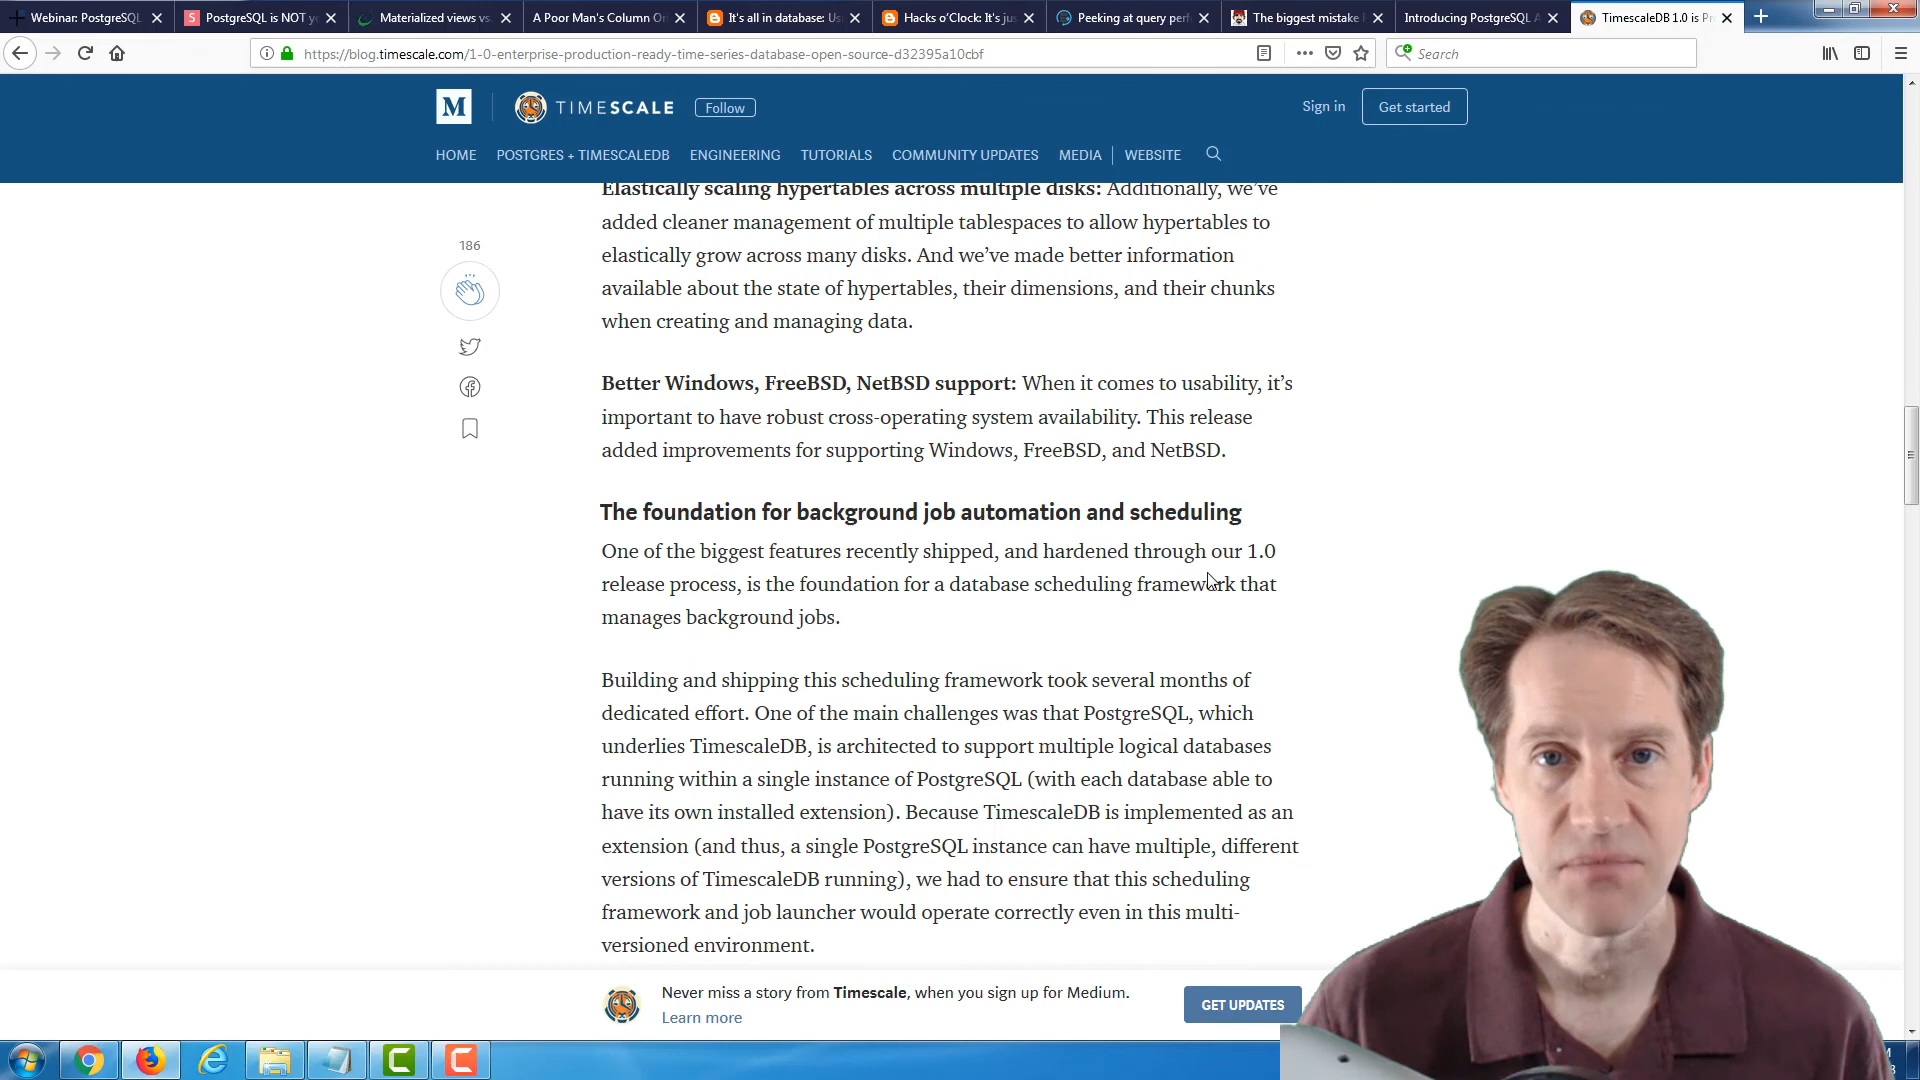 Webinar: PostgreSQL
PostgreSQL is NOT yo
Materialized views vs.
A Poor Man's Column Or
It's all in database: Us
Hacks o'Clock: It's jus
Peeking at query perf
The biggest mistake
Introducing PostgreSQL A
TimescaleDB 1.0 is Pr
https://blog.timescale.com/1-0-enterprise-production-ready-time-series-database-open-source-d32395a10cbf
Search
M
TIMESCALE
Follow
Sign in
Get started
HOME POSTGRES + TIMESCALEDB ENGINEERING TUTORIALS COMMUNITY UPDATES MEDIA WEBSITE
186
Elastically scaling hypertables across multiple disks: Additionally, we’ve
added cleaner management of multiple tablespaces to allow hypertables to
elastically grow across many disks. And we’ve made better information
available about the state of hypertables, their dimensions, and their chunks
when creating and managing data.
Better Windows, FreeBSD, NetBSD support: When it comes to usability, it’s
important to have robust cross-operating system availability. This release
added improvements for supporting Windows, FreeBSD, and NetBSD.
The foundation for background job automation and scheduling
One of the biggest features recently shipped, and hardened through our 1.0
release process, is the foundation for a database scheduling framework that
manages background jobs.
Building and shipping this scheduling framework took several months of
dedicated effort. One of the main challenges was that PostgreSQL, which
underlies TimescaleDB, is architected to support multiple logical databases
running within a single instance of PostgreSQL (with each database able to
have its own installed extension). Because TimescaleDB is implemented as an
extension (and thus, a single PostgreSQL instance can have multiple, different
versions of TimescaleDB running), we had to ensure that this scheduling
framework and job launcher would operate correctly even in this multi-
versioned environment.
Never miss a story from Timescale, when you sign up for Medium.
Learn more
GET UPDATES